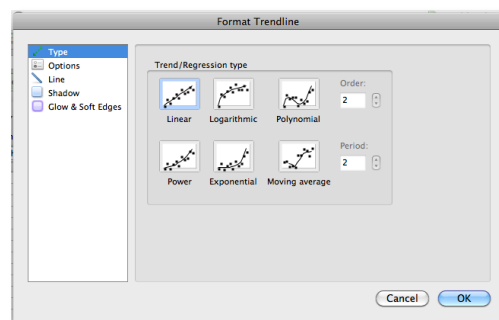 Format Trendline
Type
Options
Line
Shadow
Glow & Soft Edges
Trend/Regression type
Linear
Logarithmic
Polynomial
Order:
2
Power
Exponential
Moving average
Period:
2
Cancel
OK